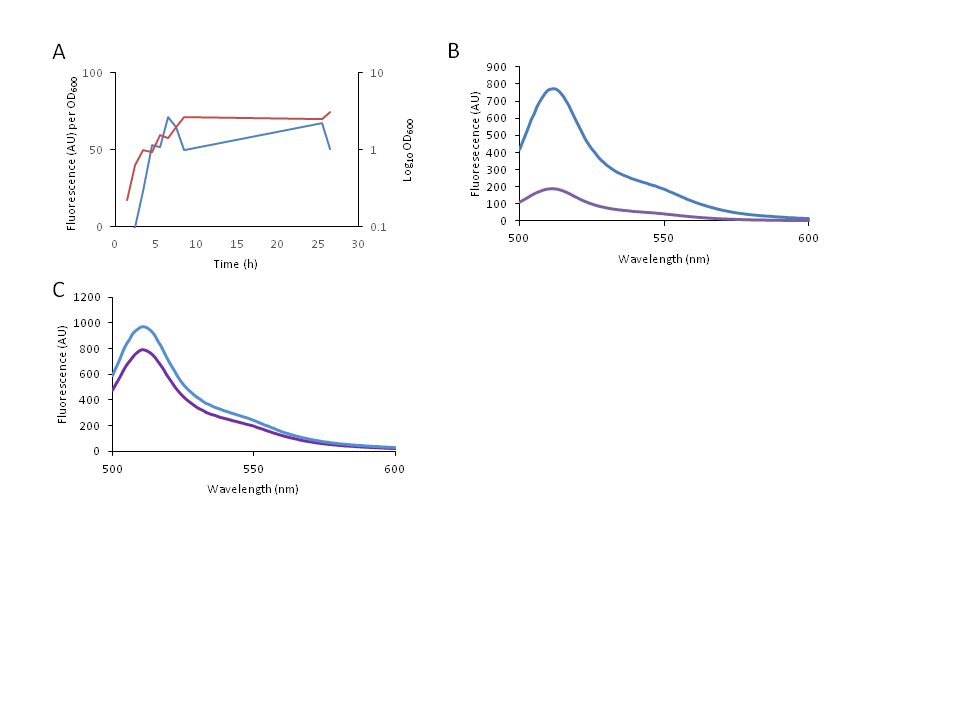 A
100
50
0
Fluorescence (AU) per OD600
10
1
0.1
Log10 OD600
0 5 10 15 20 25 30
Time (h)
B
900
800
700
600
500
400
300
200
100
0
Fluoresecence (AU)
500 550 600
Wavelength (nm)
C
1200
1000
800
600
400
200
0
Fluorescence (AU)
500 550 600
Wavelength (nm)